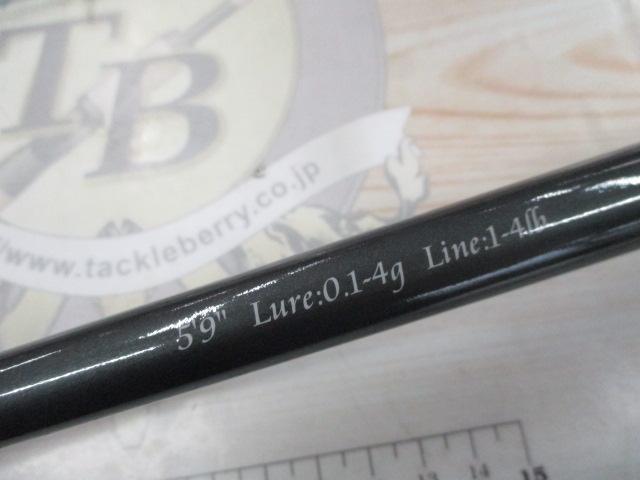 TB
//www.tackleberry.co.jp
5'9" Lure:0.1-4g Line:1-4lb
13 14 15